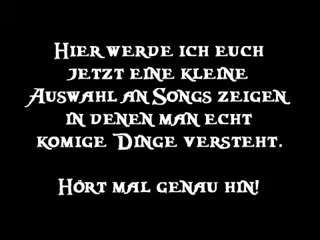 Hier werde ich euch
jetzt eine kleine
Auswahl an Songs zeigen
in denen man echt
komige Dinge versteht.
Hört mal genau hin!